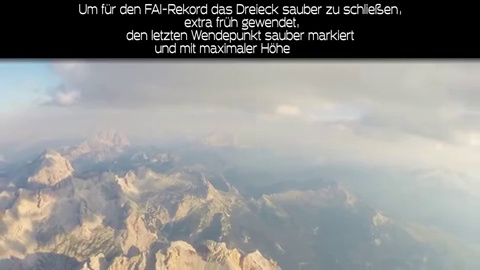 Um für den FAI-Rekord das Dreieck sauber zu schließen,
extra früh gewendet,
den letzten Wendepunkt sauber markiert
und mit maximaler Höhe